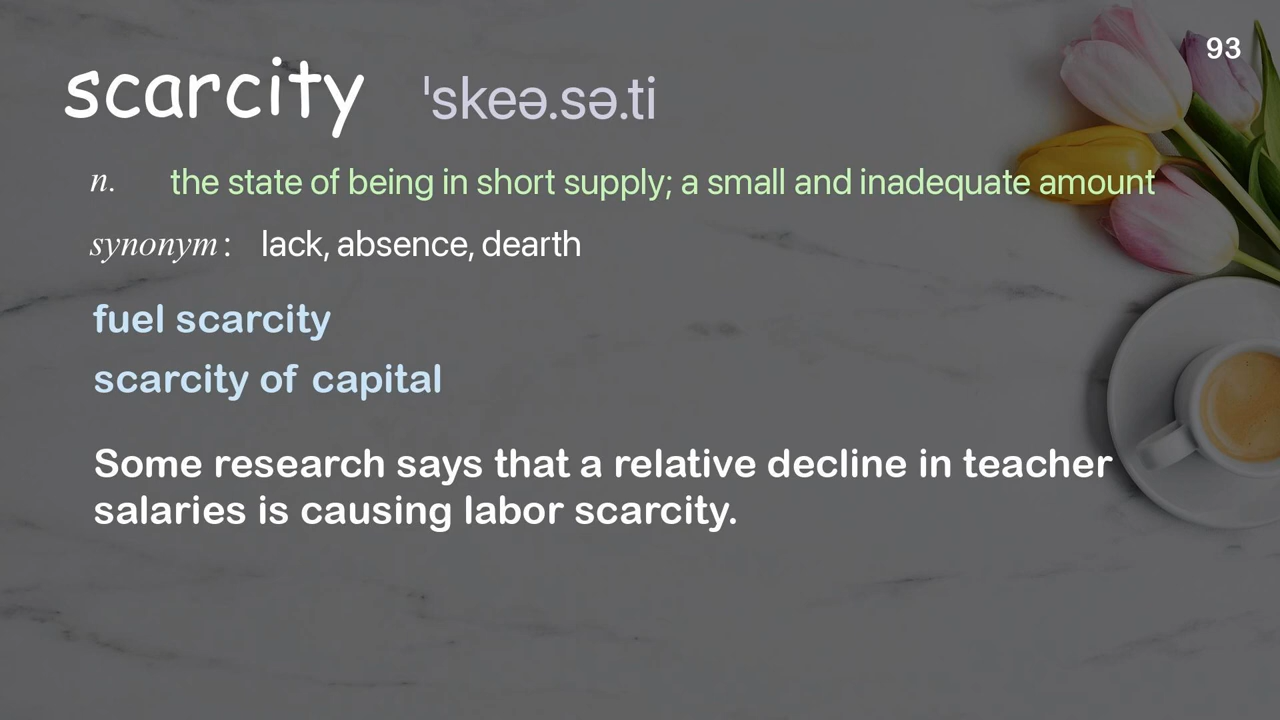 93
scarcity ˈskeə.sə.ti
n. the state of being in short supply; a small and inadequate amount
synonym: lack, absence, dearth
fuel scarcity
scarcity of capital
Some research says that a relative decline in teacher
salaries is causing labor scarcity.